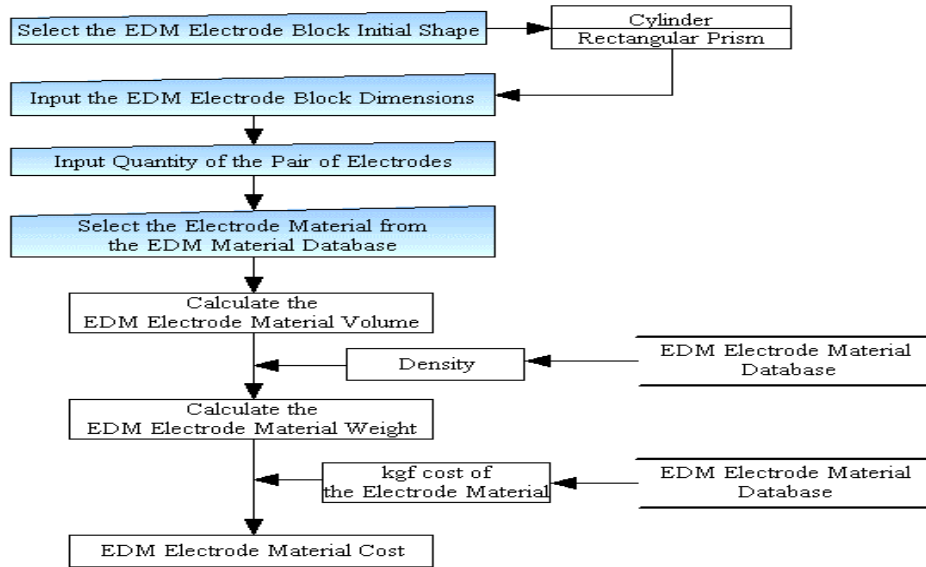 Select the EDM Electrode Block Initial Shape
Cylinder
Rectangular Prism
Input the EDM Electrode Block Dimensions
Input Quantity of the Pair of Electrodes
Select the Electrode Material from
the EDM Material Database
Calculate the
EDM Electrode Material Volume
Density
EDM Electrode Material
Database
Calculate the
EDM Electrode Material Weight
kgf cost of
the Electrode Material
EDM Electrode Material
Database
EDM Electrode Material Cost